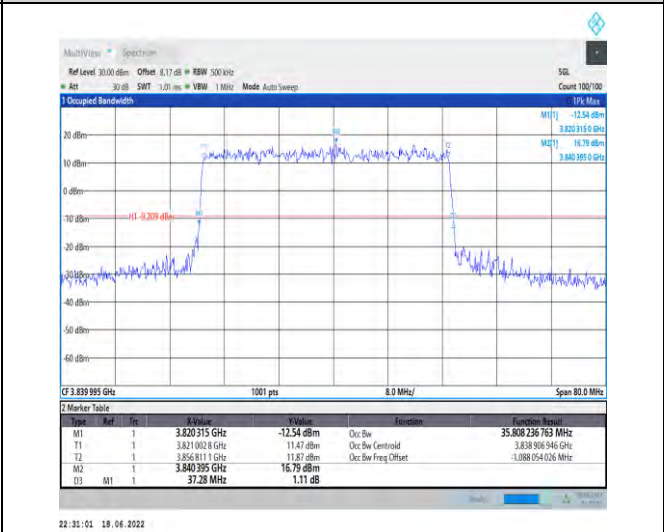 MultiView Spectrum
Ref Level 30.00 dBm Offset 8.17 dB RBW 500 kHz SGL
Att 30 dB SWT 1.01 ms VBW 1 MHz Mode Auto Sweep Count 100/100
1 Occupied Bandwidth 1Pk Max
M1[1] -12.54 dBm
3.820315 0 GHz
M2[1] 16.79 dBm
3.840395 0 GHz
20 dBm
10 dBm
0 dBm
-10 dBm
H1 -9.209 dBm
M1
M2
T2
-20 dBm
-30 dBm
-40 dBm
-50 dBm
-60 dBm
CF 3.839 995 GHz 1001 pts 8.0 MHz/ Span 80.0 MHz
2 Marker Table
Type Ref Trc X-Value Y-Value Function Function Result
M1 1 3.820315 GHz -12.54 dBm Occ Bw 35.808 236 763 MHz
T1 1 3.821 002 8 GHz 11.47 dBm Occ Bw Centroid 3.838 906 946 GHz
T2 1 3.856 811 1 GHz 11.87 dBm Occ Bw Freq Offset -1.088 054 026 MHz
M2 1 3.840395 GHz 16.79 dBm
D3 M1 1 37.28 MHz 1.11 dB
22:31:01 18.06.2022